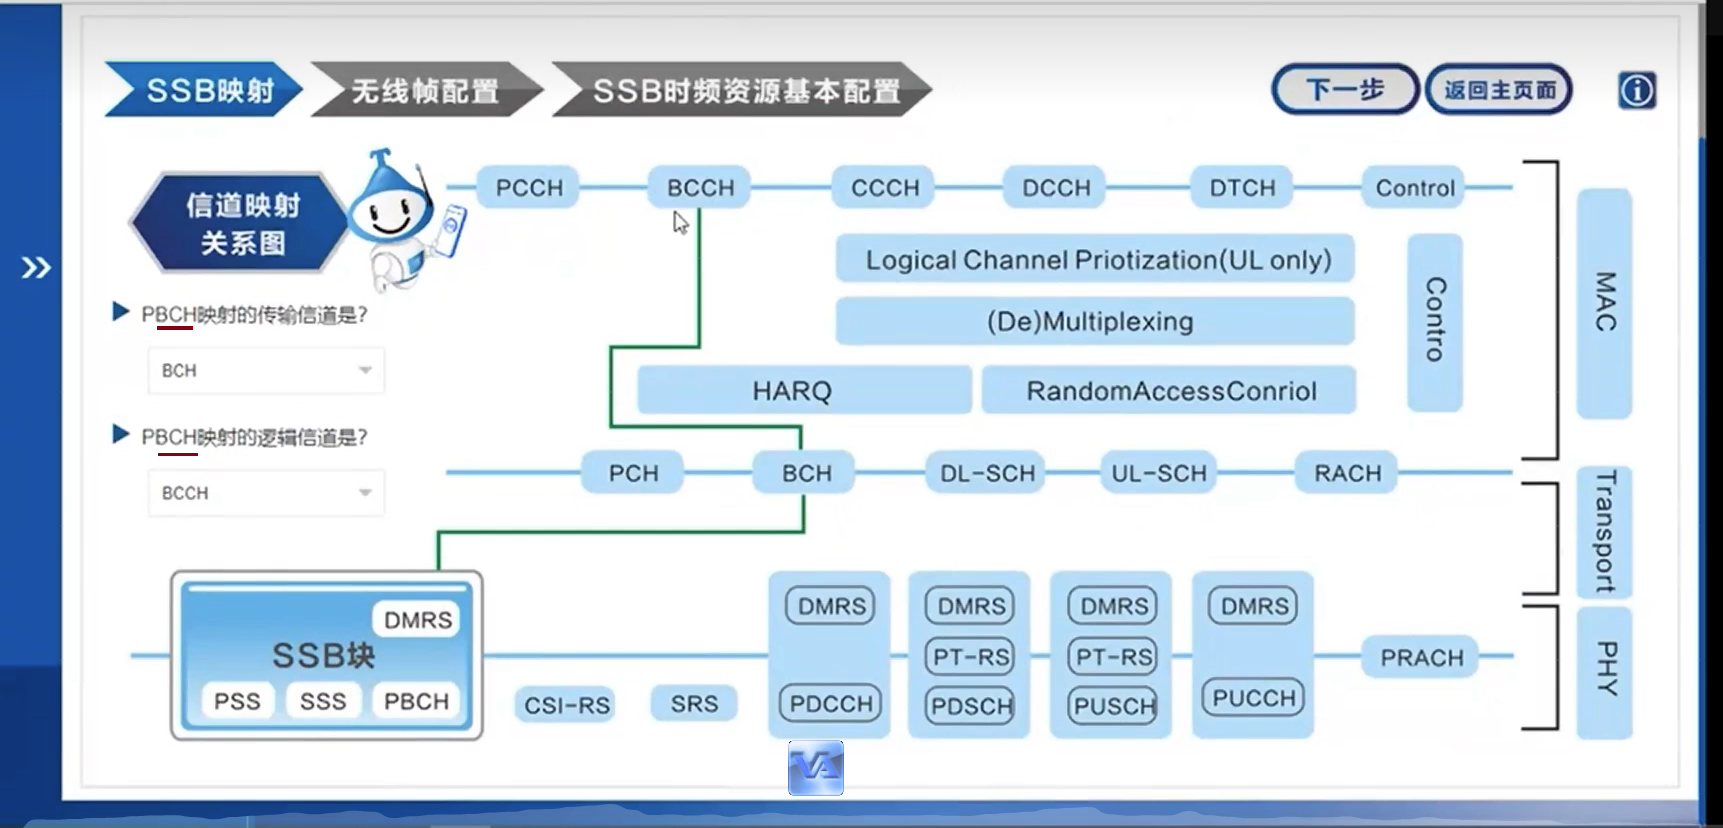 SSB映射
无线帧配置
SSB时频资源基本配置
下一步
返回主页面
信道映射
关系图
PBCH映射的传输信道是?
BCH
PBCH映射的逻辑信道是?
BCCH
PCCH
BCCH
CCCH
DCCH
DTCH
Control
Logical Channel Priotization(UL only)
(De)Multiplexing
HARQ
RandomAccessConriol
Contro
MAC
PCH
BCH
DL-SCH
UL-SCH
RACH
Transport
DMRS
SSB块
PSS
SSS
PBCH
CSI-RS
SRS
DMRS
PDCCH
DMRS
PT-RS
PDSCH
DMRS
PT-RS
PUSCH
DMRS
PUCCH
PRACH
PHY
VA